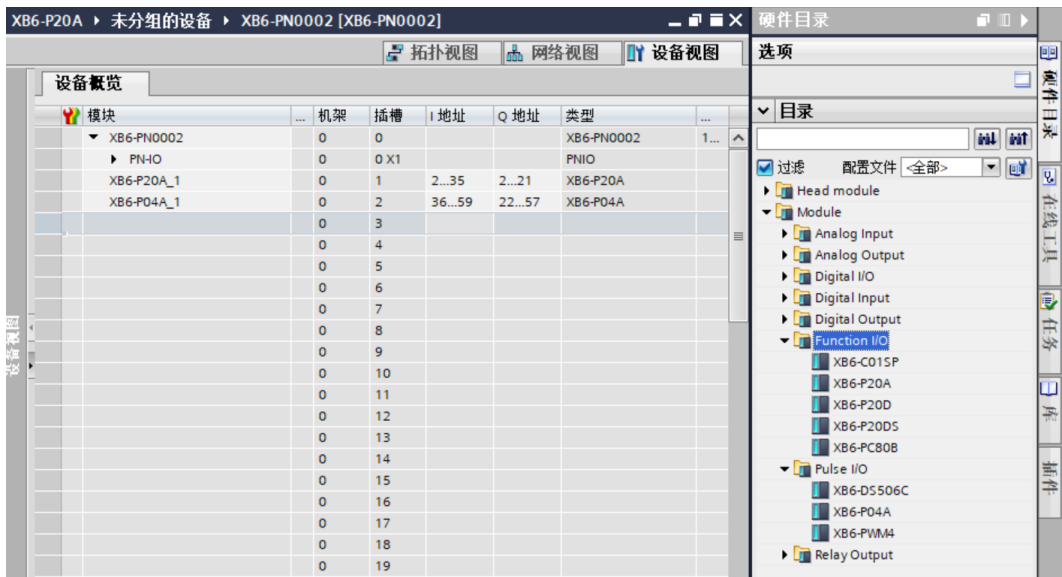 XB6-P20A ▸ 未分组的设备 ▸ XB6-PN0002 [XB6-PN0002]
拓扑视图 网络视图 设备视图
设备概览
模块 ... 机架 插槽 I 地址 Q 地址 类型 ...
XB6-PN0002 0 0 XB6-PN0002 1...
PN-IO 0 0 X1 PNIO
XB6-P20A_1 0 1 2...35 2...21 XB6-P20A
XB6-P04A_1 0 2 36...59 22...57 XB6-P04A
0 3
0 4
0 5
0 6
0 7
0 8
0 9
0 10
0 11
0 12
0 13
0 14
0 15
0 16
0 17
0 18
0 19
设备视图
硬件目录
选项
目录
过滤 配置文件 <全部>
Head module
Module
Analog Input
Analog Output
Digital I/O
Digital Input
Digital Output
Function I/O
XB6-C01SP
XB6-P20A
XB6-P20D
XB6-P20DS
XB6-PC80B
Pulse I/O
XB6-DS506C
XB6-P04A
XB6-PWM4
Relay Output
硬件目录
在线工具
任务
库
插件